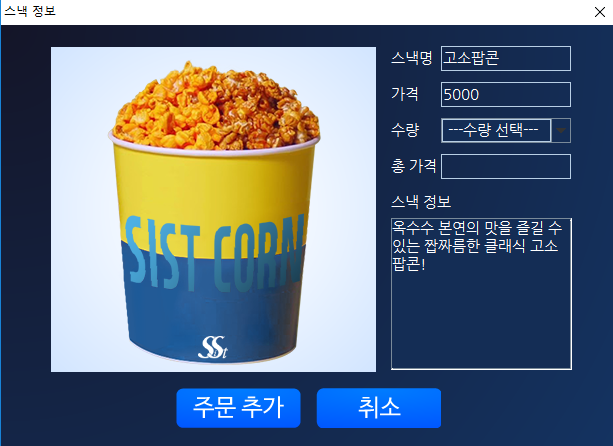 스낵 정보
스낵명 고소팝콘
가격 5000
수량 ---수량 선택---
총 가격
스낵 정보
옥수수 본연의 맛을 즐길 수
있는 짭짜름한 클래식 고소
팝콘!
SIST CORN
SSt
주문 추가 취소